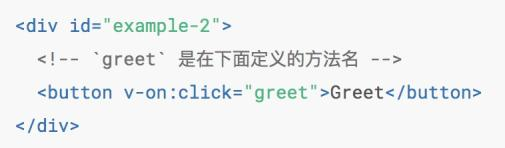 <div id="example-2">
<!-- `greet` 是在下面定义的方法名 -->
<button v-on:click="greet">Greet</button>
</div>